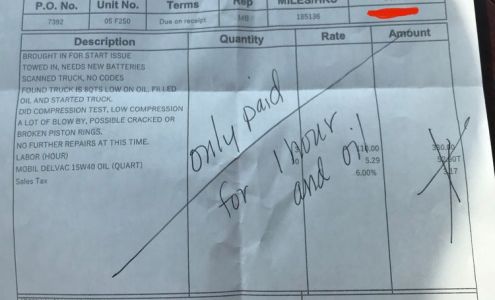 P.O. No. Unit No. Terms Rep
7392 05 F250 Due on receipt MB 185136
Description Quantity Rate Amount
BROUGHT IN FOR START ISSUE
TOWED IN, NEEDS NEW BATTERIES
SCANNED TRUCK, NO CODES
FOUND TRUCK IS 8QTS LOW ON OIL, FILLED
OIL AND STARTED TRUCK.
DID COMPRESSION TEST, LOW COMPRESSION
A LOT OF BLOW BY, POSSIBLE CRACKED OR
BROKEN PISTON RINGS.
NO FURTHER REPAIRS AT THIS TIME.
LABOR (HOUR)
MOBIL DELVAC 15W40 OIL (QUART) 5.29
Sales Tax 6.00%
only paid
for 1 hour
and oil